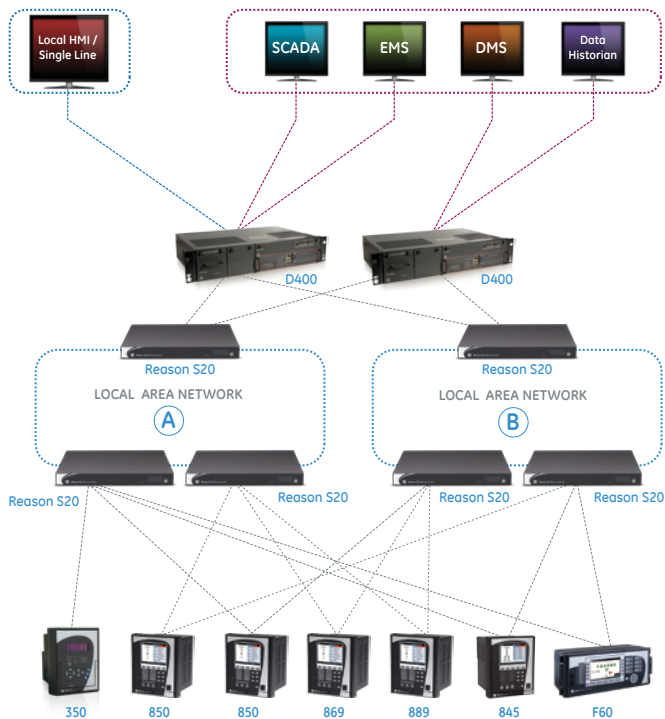 Local HMI /
Single Line
SCADA
EMS
DMS
Data
Historian
D400
D400
Reason S20
Reason S20
LOCAL AREA NETWORK
A
LOCAL AREA NETWORK
B
Reason S20
Reason S20
Reason S20
Reason S20
350
850
850
869
889
845
F60